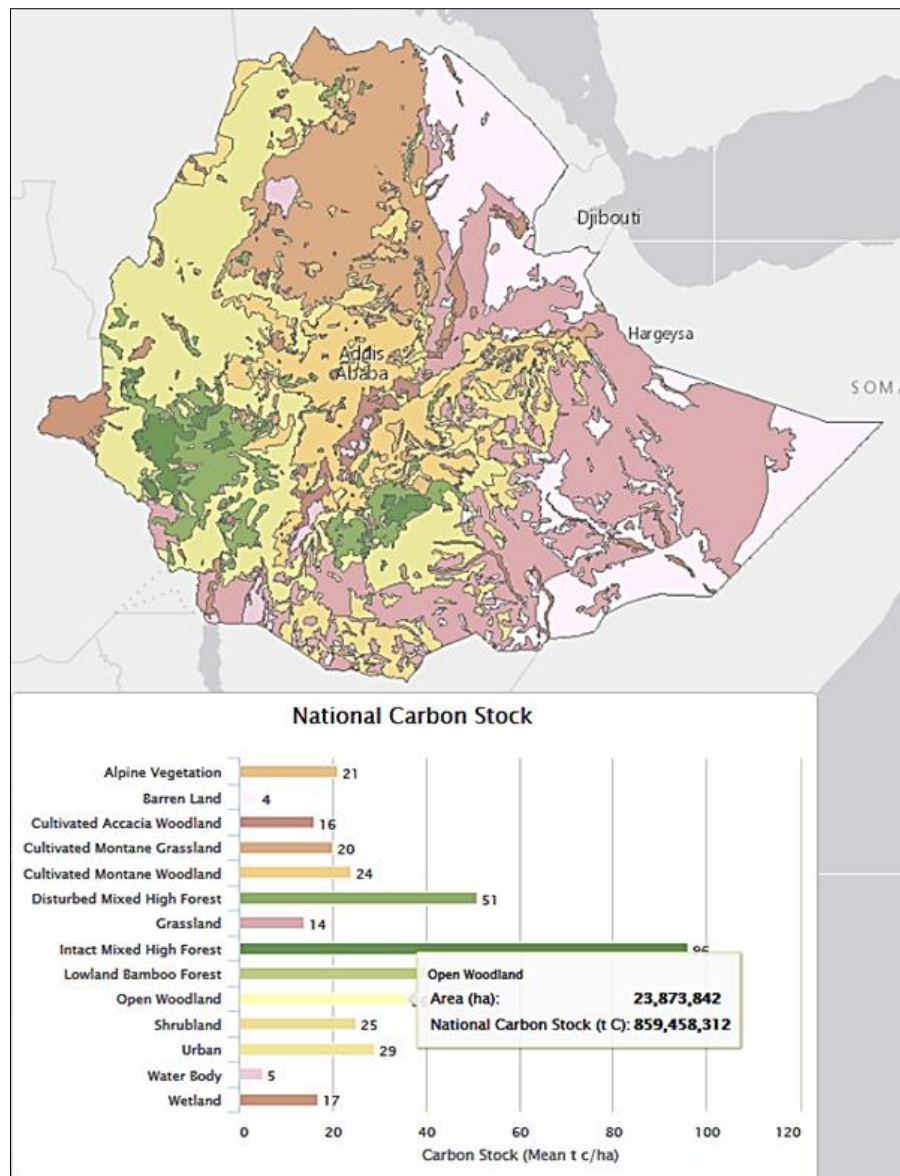 Djibouti
Hargeysa
Addis
Ababa
SOMA
National Carbon Stock
Alpine Vegetation 21
Barren Land 4
Cultivated Accacia Woodland 16
Cultivated Montane Grassland 20
Cultivated Montane Woodland 24
Disturbed Mixed High Forest 51
Grassland 14
Intact Mixed High Forest
Lowland Bamboo Forest
Open Woodland
Shrubland 25
Urban 29
Water Body 5
Wetland 17
Open Woodland
Area (ha): 23,873,842
National Carbon Stock (t C): 859,458,312
0 20 40 60 80 100 120
Carbon Stock (Mean t c/ha)